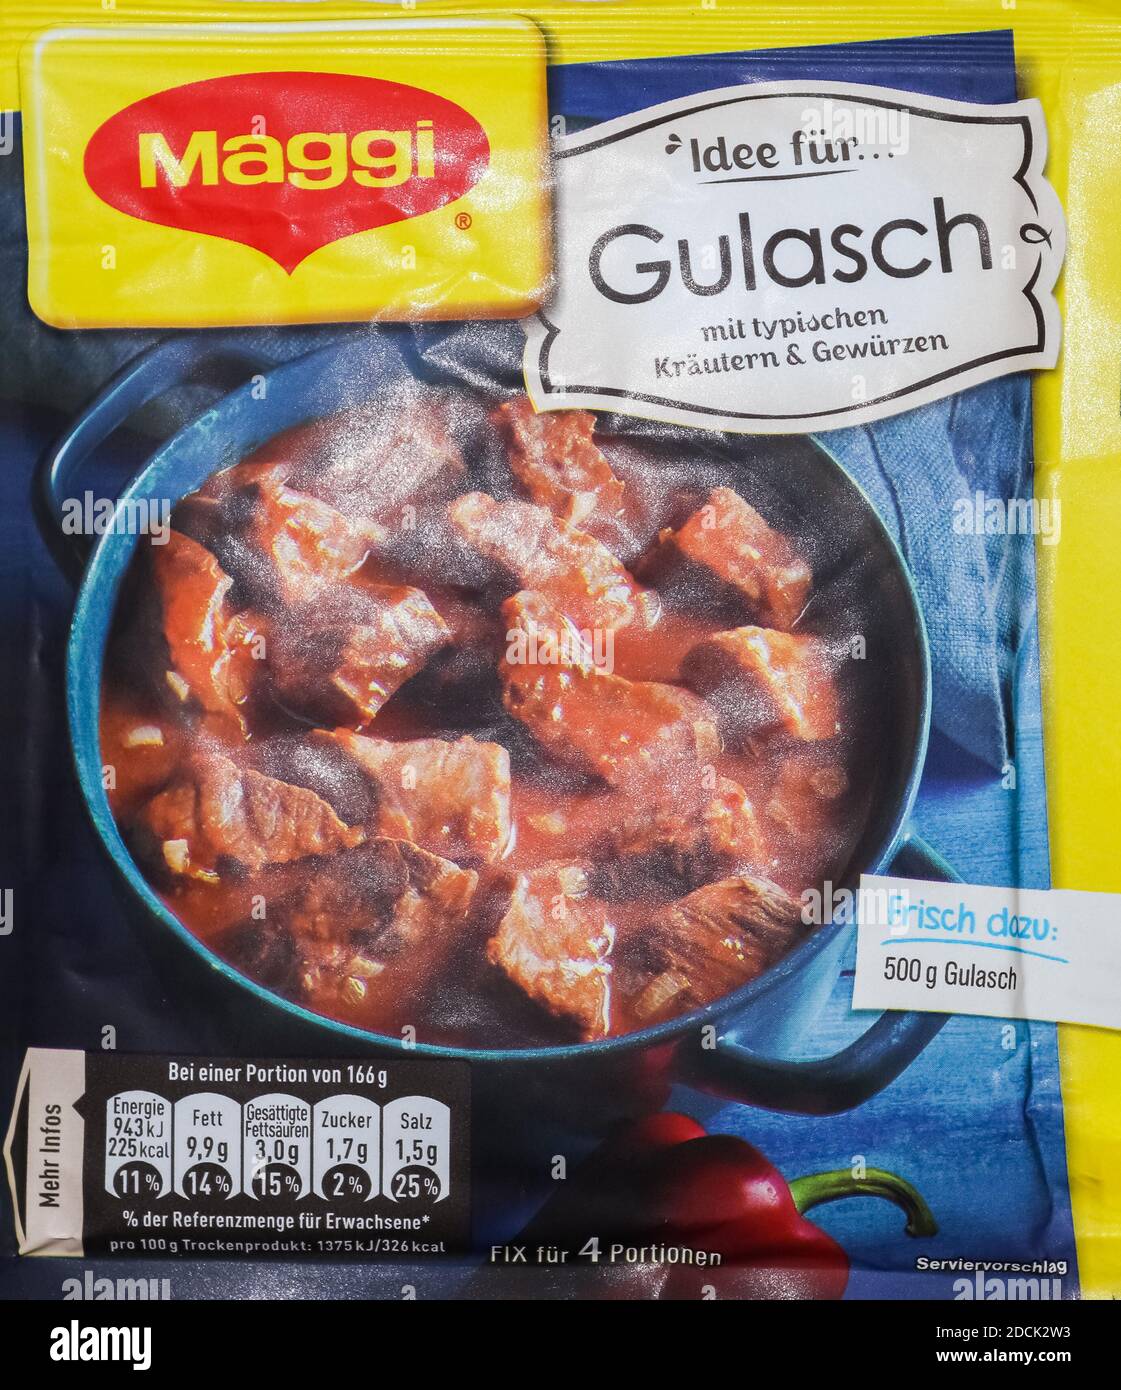 Maggi
®
Idee für...
Gulasch
mit typischen
Kräutern & Gewürzen
Frisch dazu:
500 g Gulasch
Mehr Infos
Bei einer Portion von 166 g
Energie
943 kJ
225 kcal
11 %
Fett
9,9 g
14 %
Gesättigte
Fettsäuren
3,0 g
15 %
Zucker
1,7 g
2 %
Salz
1,5 g
25 %
% der Referenzmenge für Erwachsene*
pro 100 g Trockenprodukt: 1375 kJ/326 kcal
FIX für 4 Portionen
Serviervorschlag
alamy
a
alamy
Image ID: 2DCK2W3
www.alamy.com